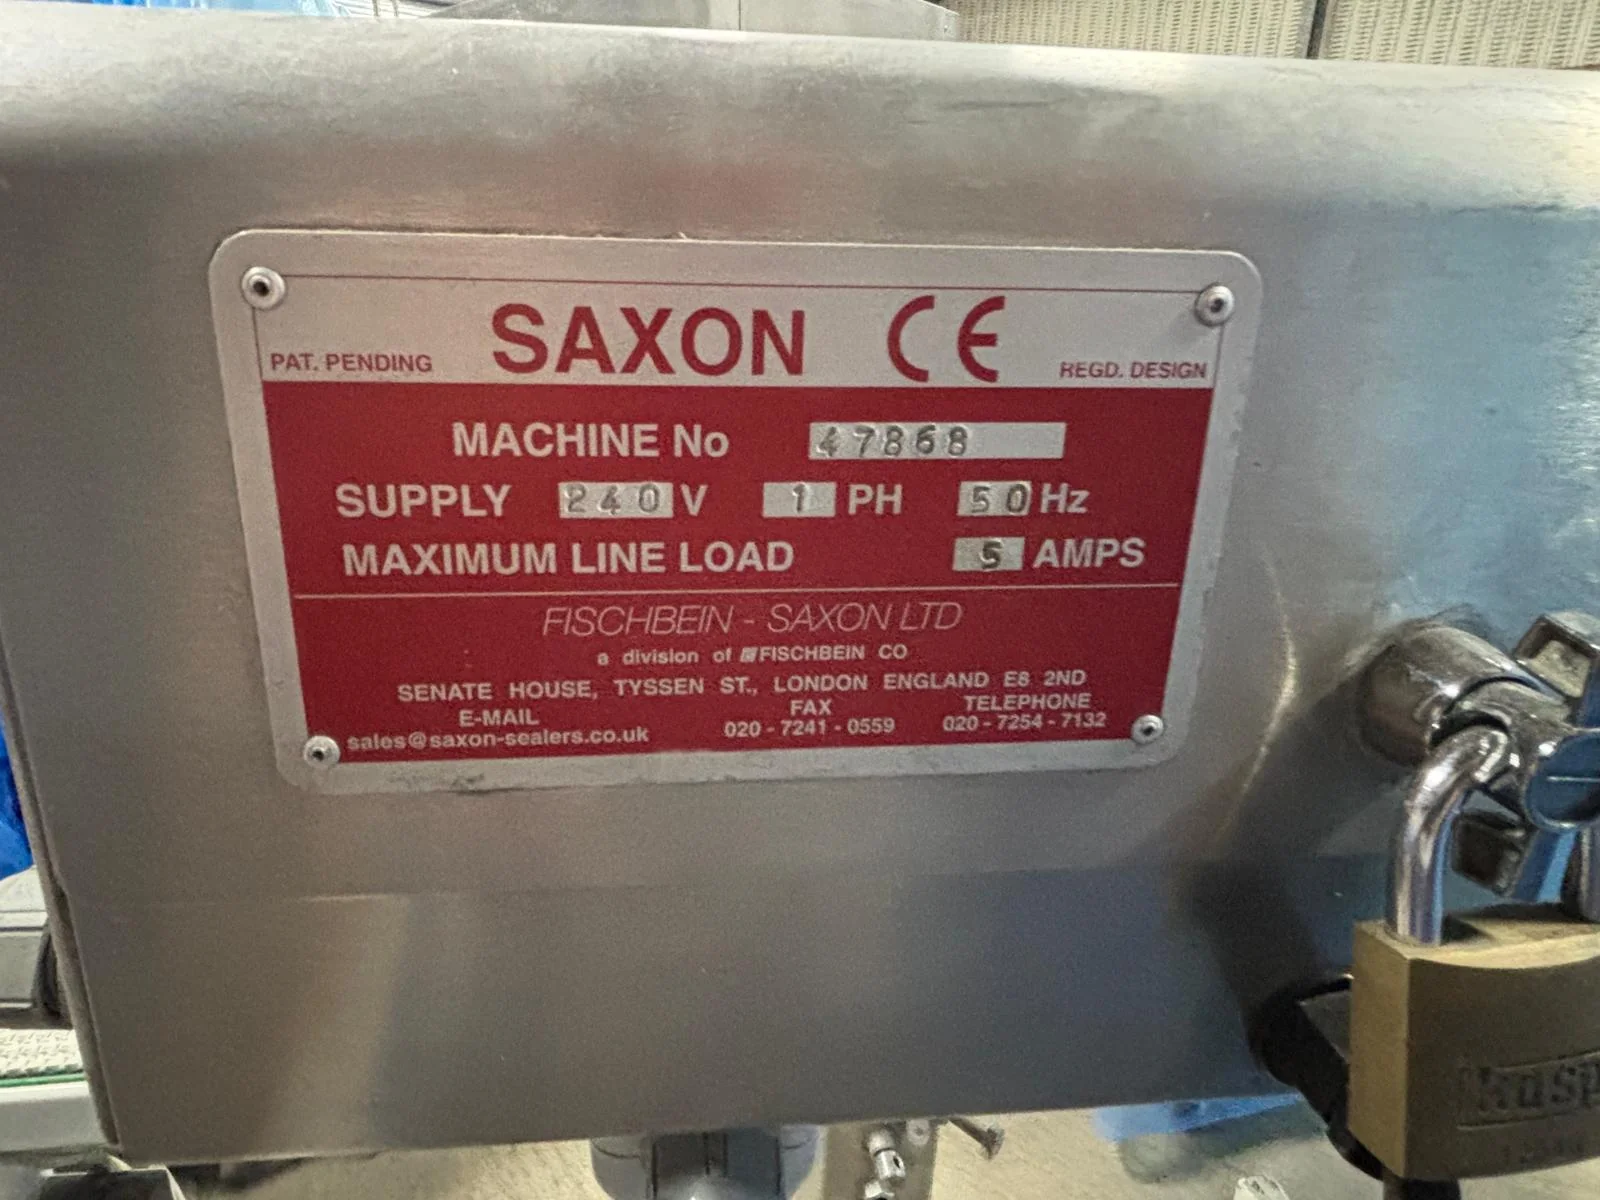 SAXON CE
PAT. PENDING
REGD. DESIGN
MACHINE No 47868
SUPPLY 240 V 1 PH 50 Hz
MAXIMUM LINE LOAD 5 AMPS
FISCHBEIN - SAXON LTD
a division of FISCHBEIN CO
SENATE HOUSE, TYSSEN ST., LONDON ENGLAND E8 2ND
E-MAIL FAX TELEPHONE
sales@saxon-sealers.co.uk 020 - 7241 - 0559 020 - 7254 - 7132